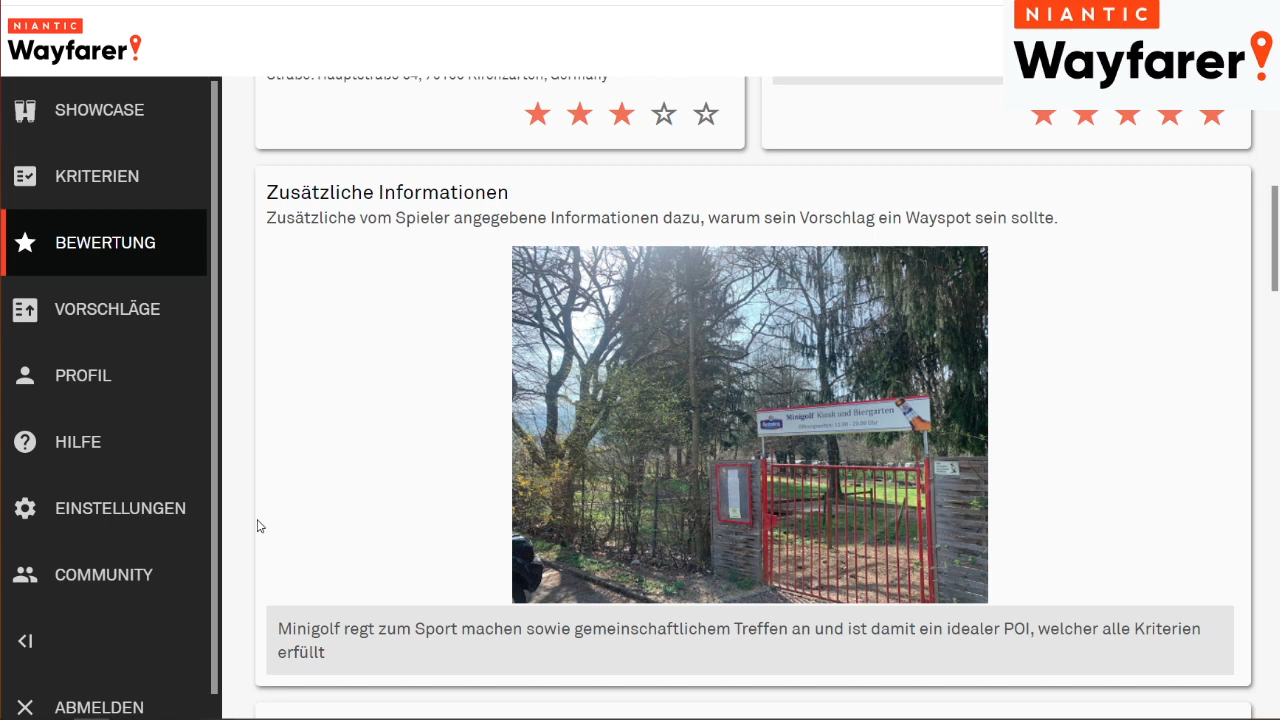 NIANTIC
Wayfarer!
NIANTIC
Wayfarer!
SHOWCASE
KRITERIEN
BEWERTUNG
VORSCHLÄGE
PROFIL
HILFE
EINSTELLUNGEN
COMMUNITY
ABMELDEN
Germany
Zusätzliche Informationen
Zusätzliche vom Spieler angegebene Informationen dazu, warum sein Vorschlag ein Wayspot sein sollte.
Minigolf Kiosk und Biergarten
Minigolf regt zum Sport machen sowie gemeinschaftlichem Treffen an und ist damit ein idealer POI, welcher alle Kriterien
erfüllt